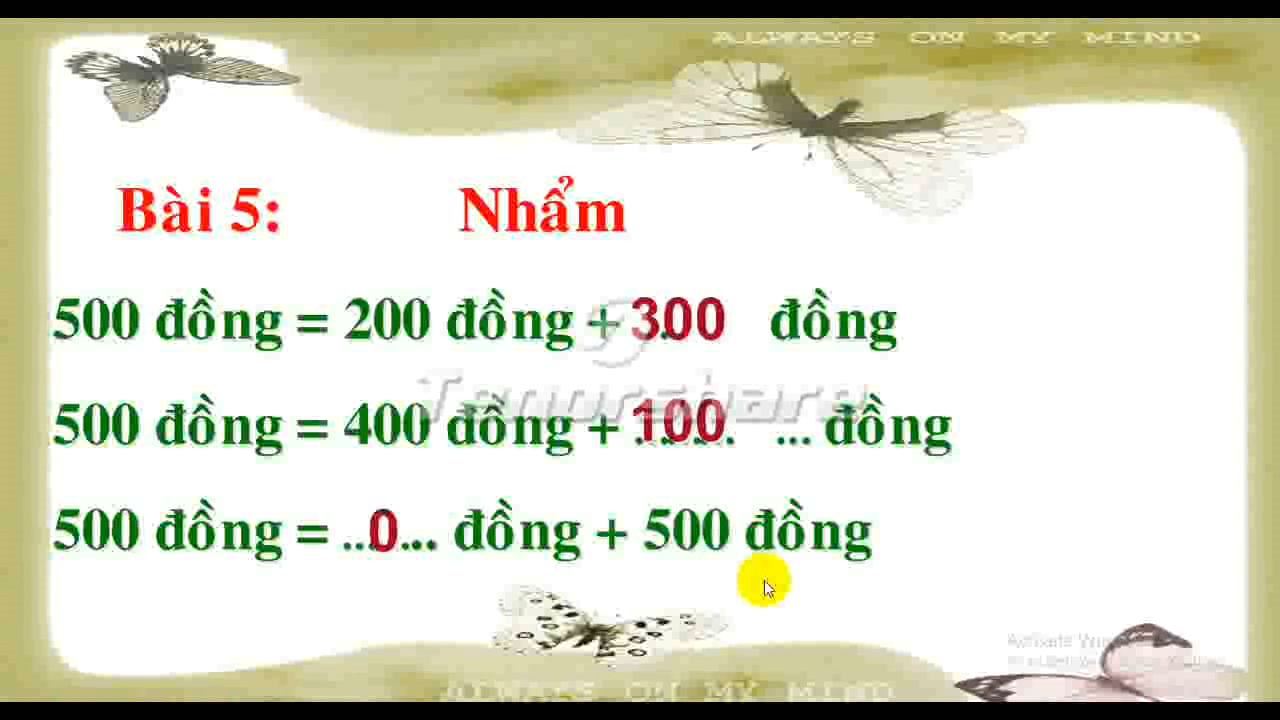 ALWAYS ON MY MIND
Bài 5: Nhẩm
500 đồng = 200 đồng + 300 đồng
Tenorshare
500 đồng = 400 đồng + 100 ... đồng
500 đồng = ...0... đồng + 500 đồng
ALWAYS ON MY MIND